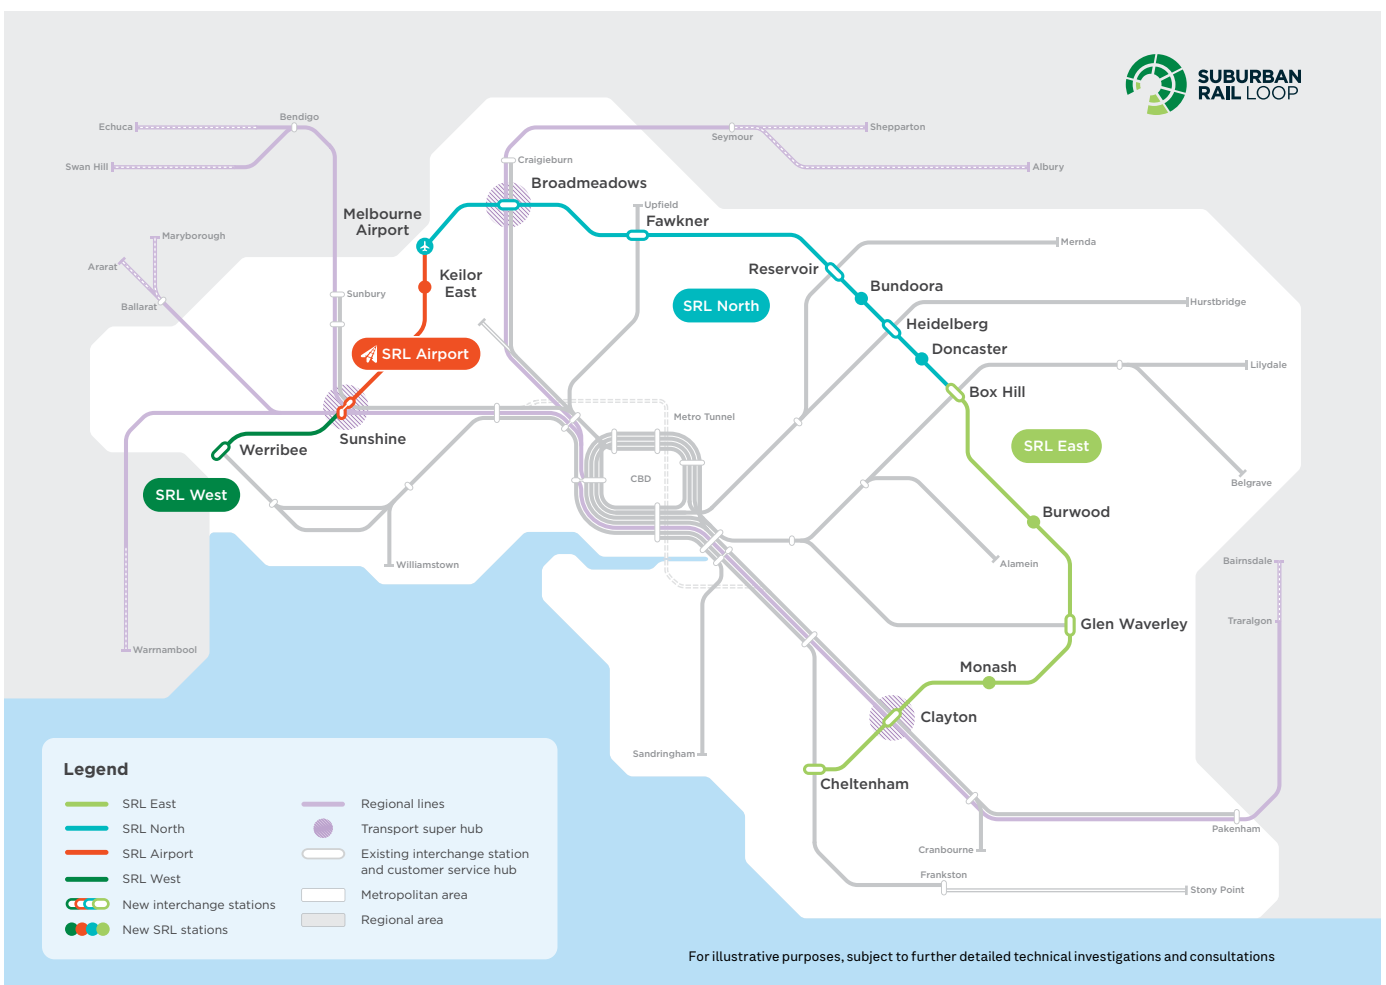 SUBURBAN
RAIL LOOP
Echuca
Bendigo
Swan Hill
Seymour
Shepparton
Albury
Craigieburn
Broadmeadows
Melbourne
Airport
Upfield
Fawkner
Maryborough
Ararat
Ballarat
Sunbury
Keilor
East
SRL North
Reservoir
Mernda
Bundoora
Hurstbridge
Heidelberg
Doncaster
SRL Airport
Lilydale
Box Hill
Metro Tunnel
Sunshine
Werribee
SRL East
SRL West
CBD
Belgrave
Burwood
Williamstown
Alamein
Bairnsdale
Glen Waverley
Traralgon
Warrnambool
Monash
Clayton
Sandringham
Cheltenham
Pakenham
Cranbourne
Frankston
Stony Point
Legend
SRL East
SRL North
SRL Airport
SRL West
New interchange stations
New SRL stations
Regional lines
Transport super hub
Existing interchange station
and customer service hub
Metropolitan area
Regional area
For illustrative purposes, subject to further detailed technical investigations and consultations